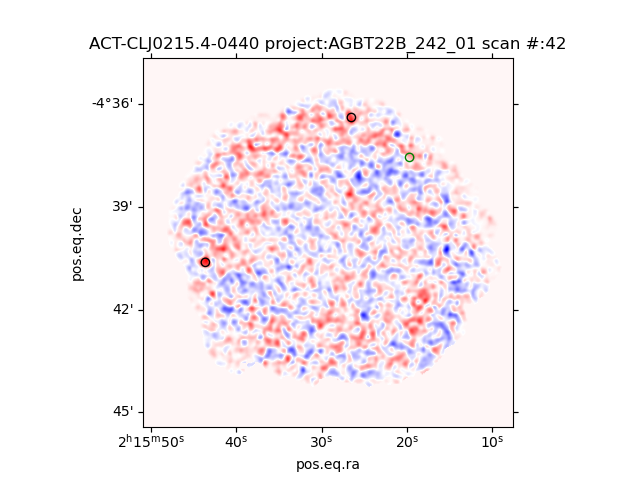 ACT-CLJ0215.4-0440 project:AGBT22B_242_01 scan #:42
-4°36'
39'
42'
45'
pos.eq.dec
2ʰ15ᵐ50ˢ 40ˢ 30ˢ 20ˢ 10ˢ
pos.eq.ra